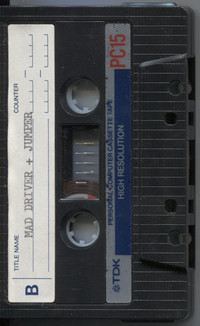 B
TITLE NAME
COUNTER
MAD DRIVER + JUMPER
PC15
PERSONAL COMPUTER CASSETTE TAPE
HIGH RESOLUTION
TDK